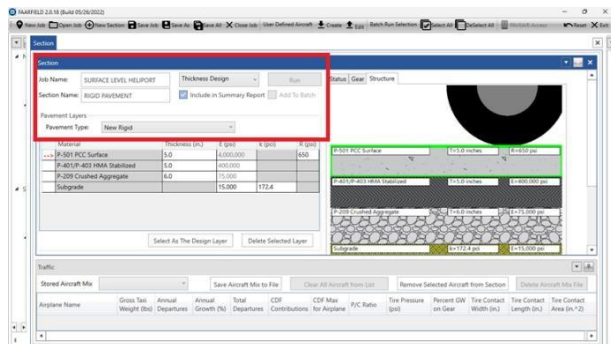 FAARFIELD 2.0.18 (Build 05/26/2022)
New Job Open Job New Section Save Job Save As Save All Close Job User Defined Aircraft Create Edit Batch Run Selection Select All DeSelect All Reset Exit
Section
Section
Job Name: SURFACE LEVEL HELIPORT Thickness Design Run
Section Name: RIGID PAVEMENT Include in Summary Report Add To Batch
Pavement Layers
Pavement Type: New Rigid
Material Thickness (in.) E (psi) k (pci) R (psi)
--> P-501 PCC Surface 5.0 4,000,000 650
P-401/P-403 HMA Stabilized 5.0 400,000
P-209 Crushed Aggregate 6.0 75,000
Subgrade 15,000 172.4
Select As The Design Layer Delete Selected Layer
Status Gear Structure
P-501 PCC Surface T=5.0 inches R=650 psi
P-401/P-403 HMA Stabilized T=5.0 inches E=400,000 psi
P-209 Crushed Aggregate T=6.0 inches E=75,000 psi
Subgrade k=172.4 pci E=15,000 psi
Traffic
Stored Aircraft Mix Save Aircraft Mix to File Clear All Aircraft from List Remove Selected Aircraft from Section Delete Aircraft Mix File
Airplane Name Gross Taxi Weight (lbs) Annual Departures Annual Growth (%) Total Departures CDF Contributions CDF Max for Airplane P/C Ratio Tire Pressure (psi) Percent GW on Gear Tire Contact Width (in.) Tire Contact Length (in.) Tire Contact Area (in.^2)